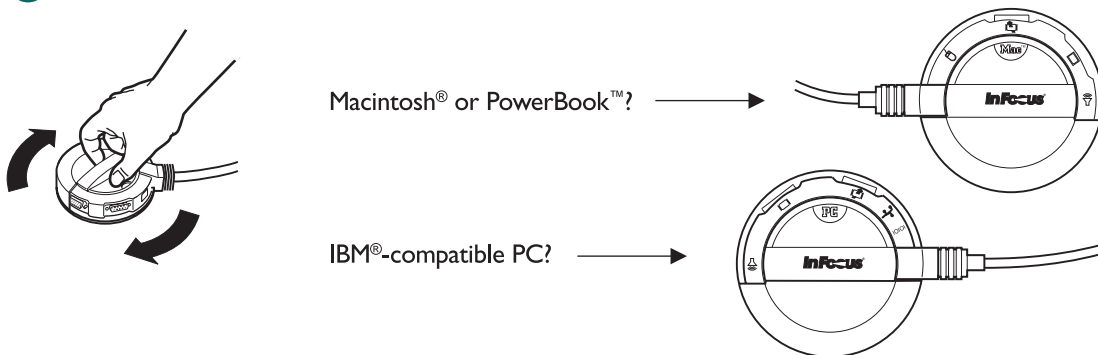 Macintosh® or PowerBook™?
Mac
InFocus
IBM®-compatible PC?
PC
InFocus